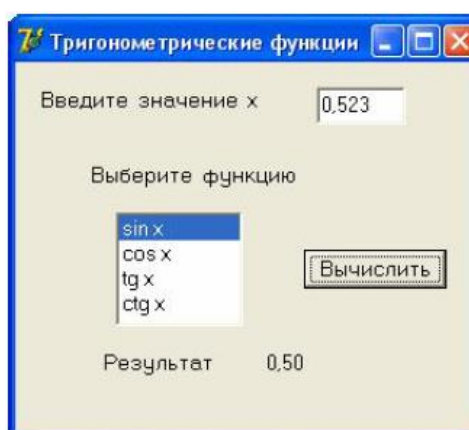 Тригонометрические функции
Введите значение x 0,523
Выберите функцию
sin x
cos x
tg x
ctg x
Вычислить
Результат 0,50